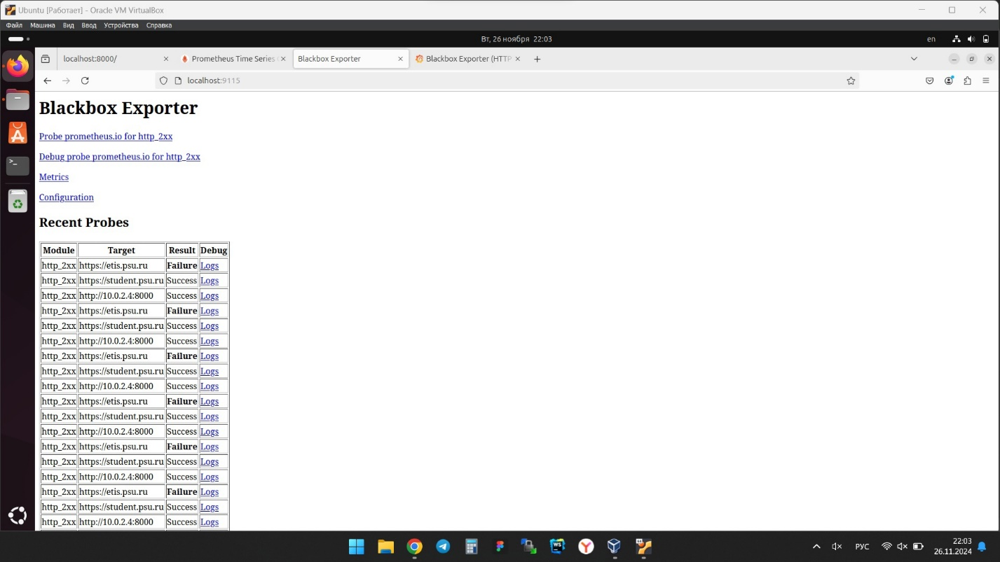 Ubuntu [Работает] - Oracle VM VirtualBox
Файл Машина Вид Ввод Устройства Справка
Вт, 26 ноября 22:03
en
localhost:8000/
Prometheus Time Series
Blackbox Exporter
Blackbox Exporter (HTTP
localhost:9115
Blackbox Exporter
Probe prometheus.io for http_2xx
Debug probe prometheus.io for http_2xx
Metrics
Configuration
Recent Probes
Module Target Result Debug
http_2xx https://etis.psu.ru Failure Logs
http_2xx https://student.psu.ru Success Logs
http_2xx http://10.0.2.4:8000 Success Logs
http_2xx https://etis.psu.ru Failure Logs
http_2xx https://student.psu.ru Success Logs
http_2xx http://10.0.2.4:8000 Success Logs
http_2xx https://etis.psu.ru Failure Logs
http_2xx https://student.psu.ru Success Logs
http_2xx http://10.0.2.4:8000 Success Logs
http_2xx https://etis.psu.ru Failure Logs
http_2xx https://student.psu.ru Success Logs
http_2xx http://10.0.2.4:8000 Success Logs
http_2xx https://etis.psu.ru Failure Logs
http_2xx https://student.psu.ru Success Logs
http_2xx http://10.0.2.4:8000 Success Logs
http_2xx https://etis.psu.ru Failure Logs
http_2xx https://student.psu.ru Success Logs
http_2xx http://10.0.2.4:8000 Success Logs
РУС
22:03
26.11.2024